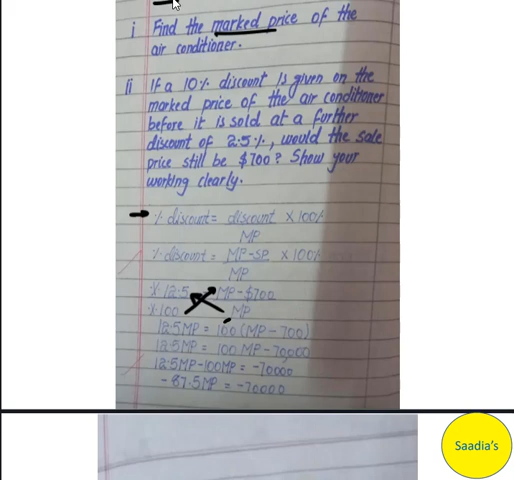 i Find the marked price of the
air conditioner.
ii If a 10% discount is given on the
marked price of the air conditioner
before it is sold at a further
discount of 2.5%, would the sale
price still be $700? Show your
working clearly.
% discount = discount × 100%
MP
% discount = MP-SP × 100%
MP
12.5 MP-$700
100 MP
12.5MP = 100 (MP-700)
12.5MP = 100 MP-70,000
12.5MP-100MP = -70000
-87.5MP = -70000
Saadia's